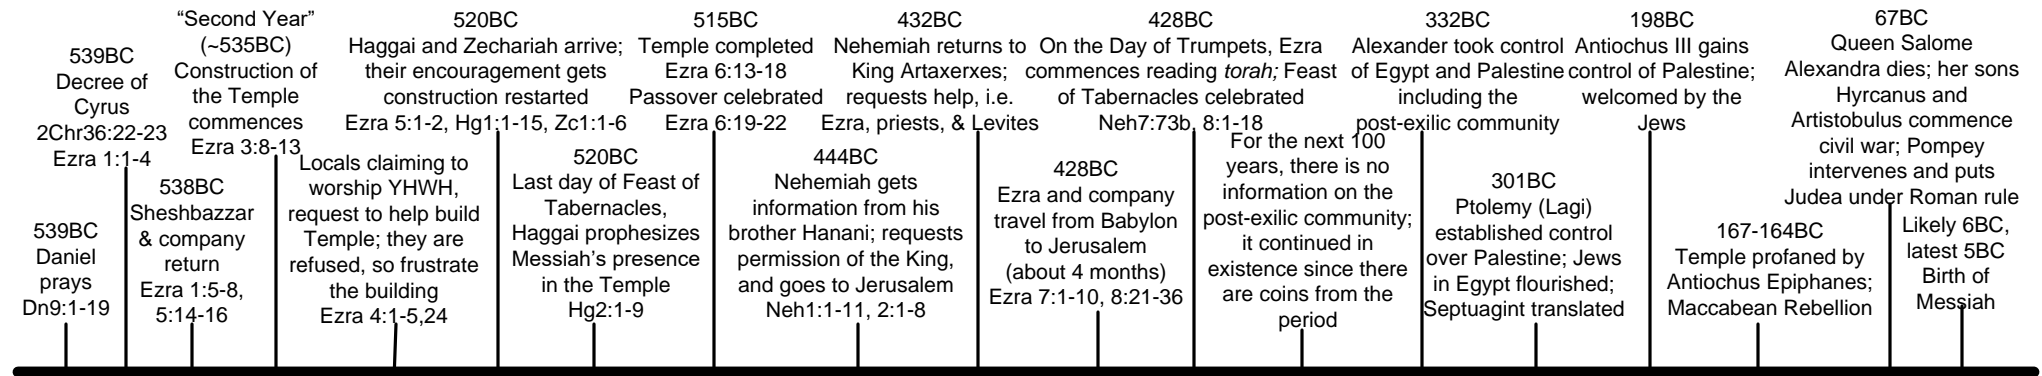 539BC
Daniel
prays
Dn9:1-19
539BC
Decree of
Cyrus
2Chr36:22-23
Ezra 1:1-4
538BC
Sheshbazzar
& company
return
Ezra 1:5-8,
5:14-16
“Second Year”
(~535BC)
Construction of
the Temple
commences
Ezra 3:8-13
Locals claiming to
worship YHWH,
request to help build
Temple; they are
refused, so frustrate
the building
Ezra 4:1-5,24
520BC
Haggai and Zechariah arrive;
their encouragement gets
construction restarted
Ezra 5:1-2, Hg1:1-15, Zc1:1-6
520BC
Last day of Feast of
Tabernacles,
Haggai prophesizes
Messiah’s presence
in the Temple
Hg2:1-9
515BC
Temple completed
Ezra 6:13-18
Passover celebrated
Ezra 6:19-22
444BC
Nehemiah gets
information from his
brother Hanani; requests
permission of the King,
and goes to Jerusalem
Neh1:1-11, 2:1-8
432BC
Nehemiah returns to
King Artaxerxes;
requests help, i.e.
Ezra, priests, & Levites
428BC
Ezra and company
travel from Babylon
to Jerusalem
(about 4 months)
Ezra 7:1-10, 8:21-36
428BC
On the Day of Trumpets, Ezra
commences reading torah; Feast
of Tabernacles celebrated
Neh7:73b, 8:1-18
For the next 100
years, there is no
information on the
post-exilic community;
it continued in
existence since there
are coins from the
period
332BC
Alexander took control
of Egypt and Palestine
including the
post-exilic community
301BC
Ptolemy (Lagi)
established control
over Palestine; Jews
in Egypt flourished;
Septuagint translated
198BC
Antiochus III gains
control of Palestine;
welcomed by the
Jews
167-164BC
Temple profaned by
Antiochus Epiphanes;
Maccabean Rebellion
67BC
Queen Salome
Alexandra dies; her sons
Hyrcanus and
Artistobulus commence
civil war; Pompey
intervenes and puts
Judea under Roman rule
Likely 6BC,
latest 5BC
Birth of
Messiah